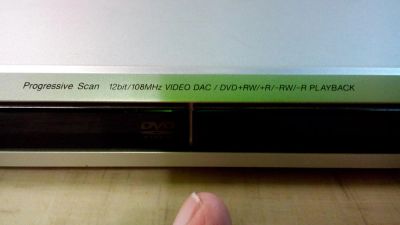 Progressive Scan 12bit/108MHz VIDEO DAC / DVD+RW/+R/-RW/-R PLAYBACK
DVD